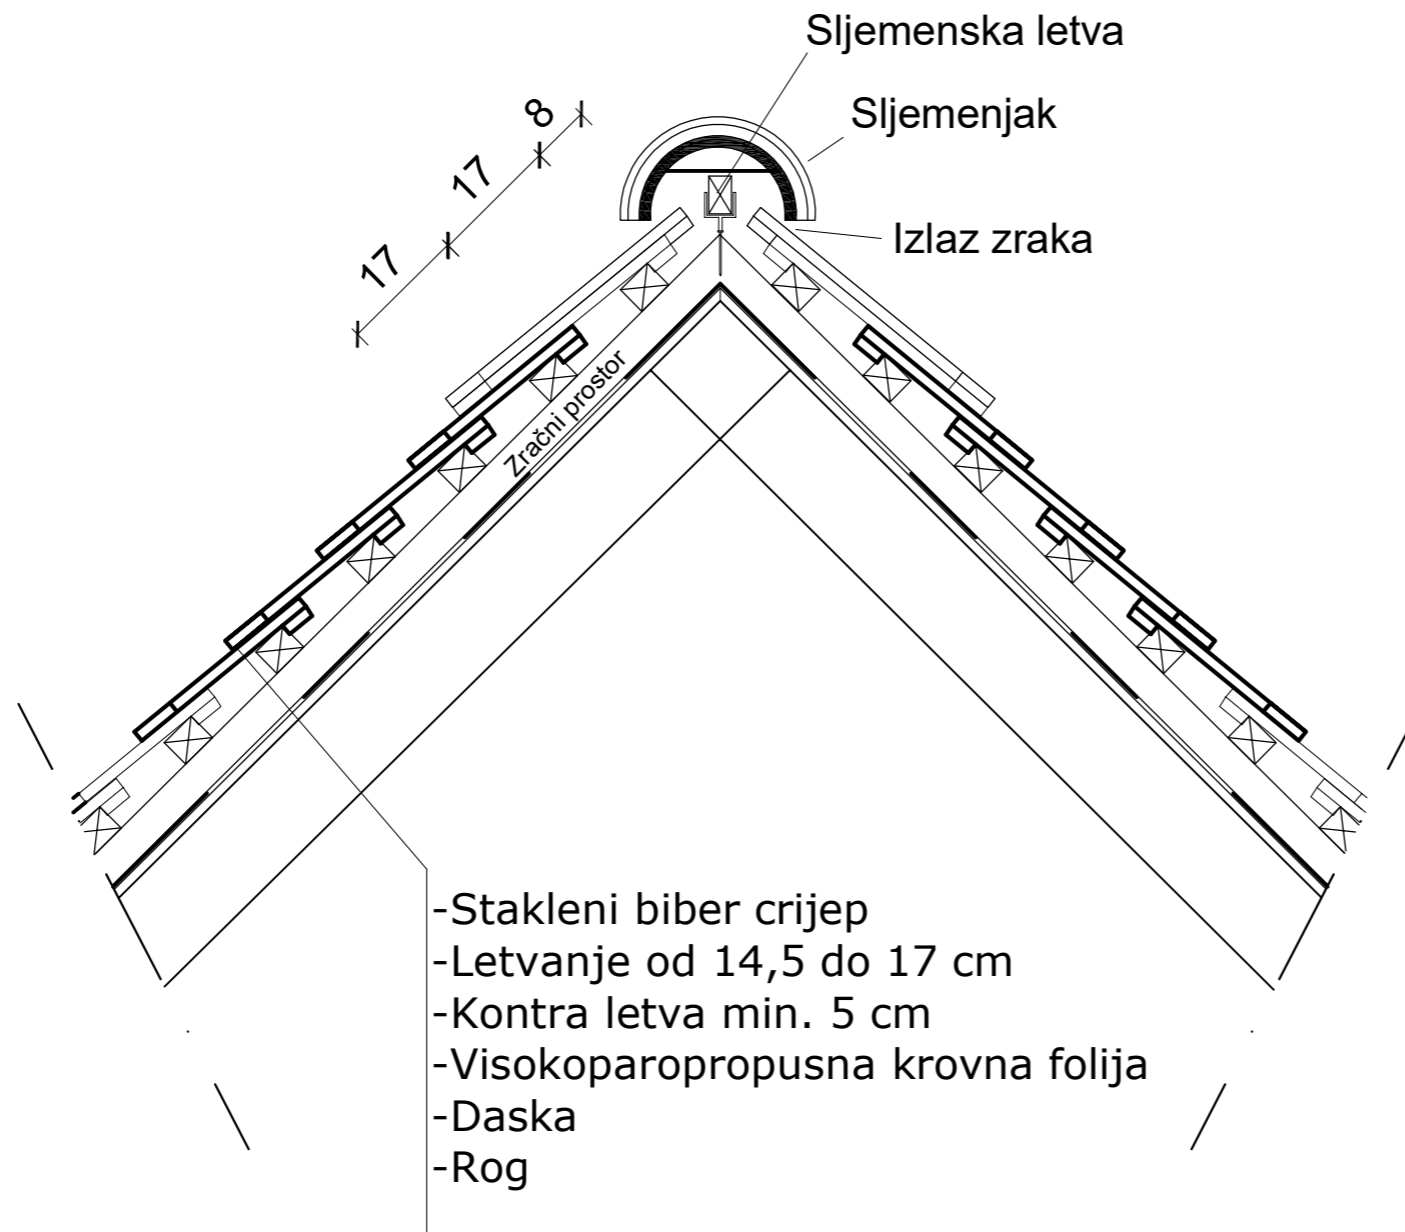 Sljemenska letva
8
Sljemenjak
17
Izlaz zraka
17
Zračni prostor
-Stakleni biber crijep
-Letvanje od 14,5 do 17 cm
-Kontra letva min. 5 cm
-Visokoparopropusna krovna folija
-Daska
-Rog